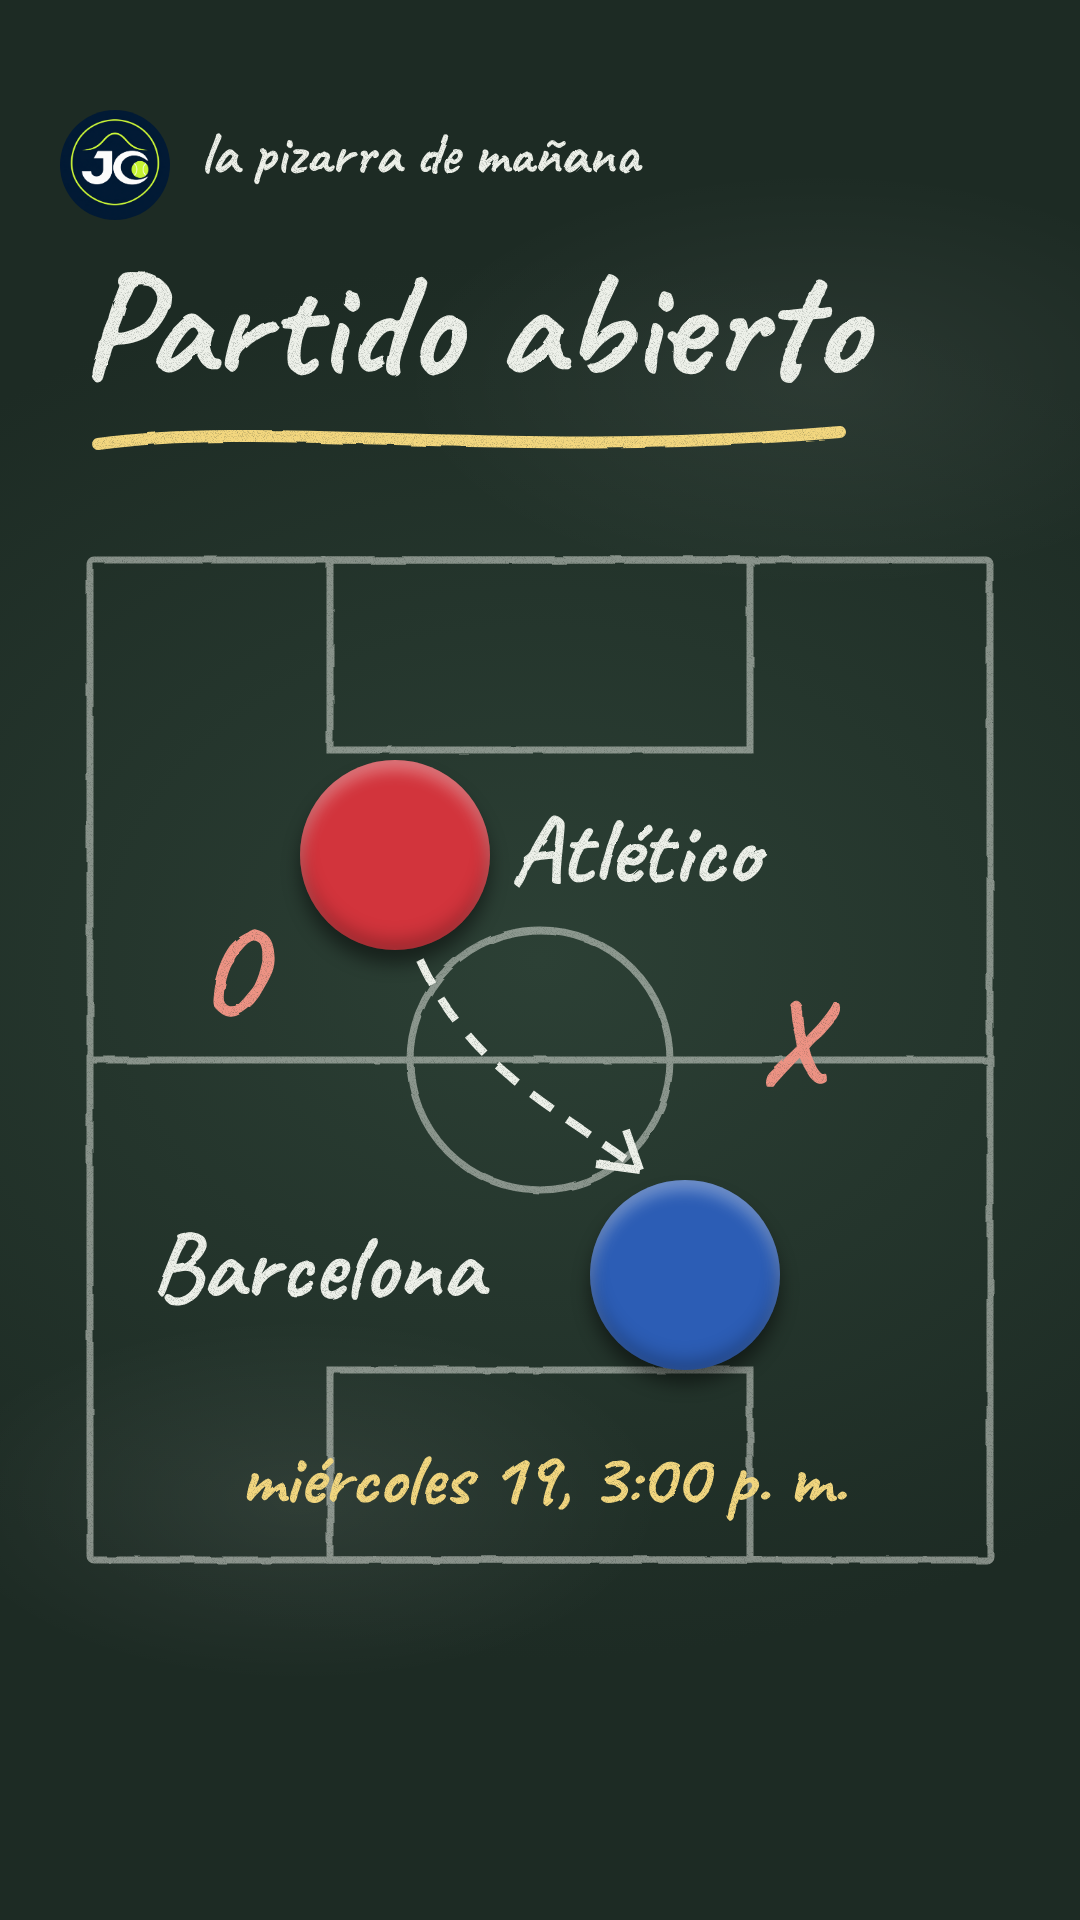 JC
la pizarra de mañana
Partido abierto
Atlético
O
X
Barcelona
miércoles 19, 3:00 p. m.